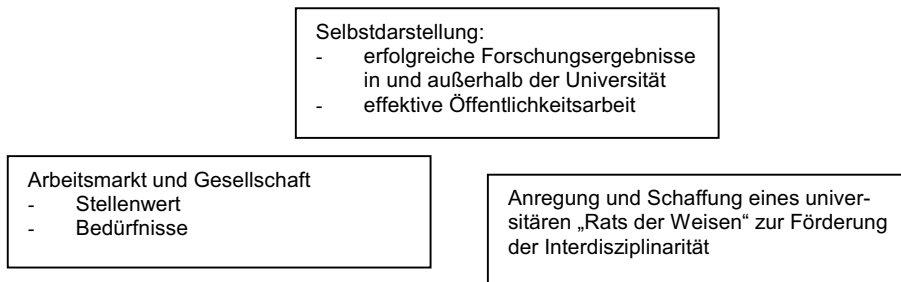 Selbstdarstellung:
- erfolgreiche Forschungsergebnisse
in und außerhalb der Universität
- effektive Öffentlichkeitsarbeit
Arbeitsmarkt und Gesellschaft
- Stellenwert
- Bedürfnisse
Anregung und Schaffung eines univer-
sitären „Rats der Weisen“ zur Förderung
der Interdisziplinarität